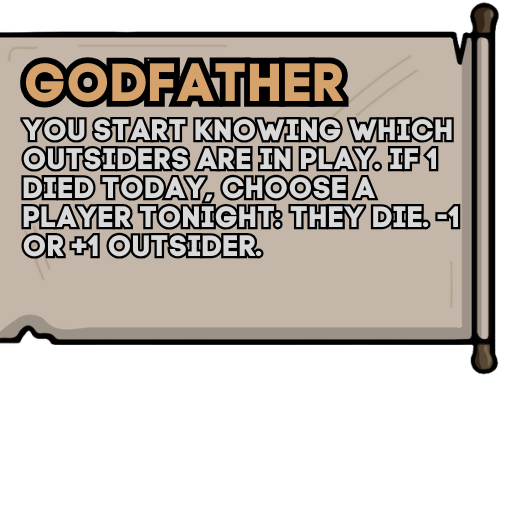 GODFATHER
YOU START KNOWING WHICH
OUTSIDERS ARE IN PLAY. IF 1
DIED TODAY, CHOOSE A
PLAYER TONIGHT: THEY DIE. -1
OR +1 OUTSIDER.